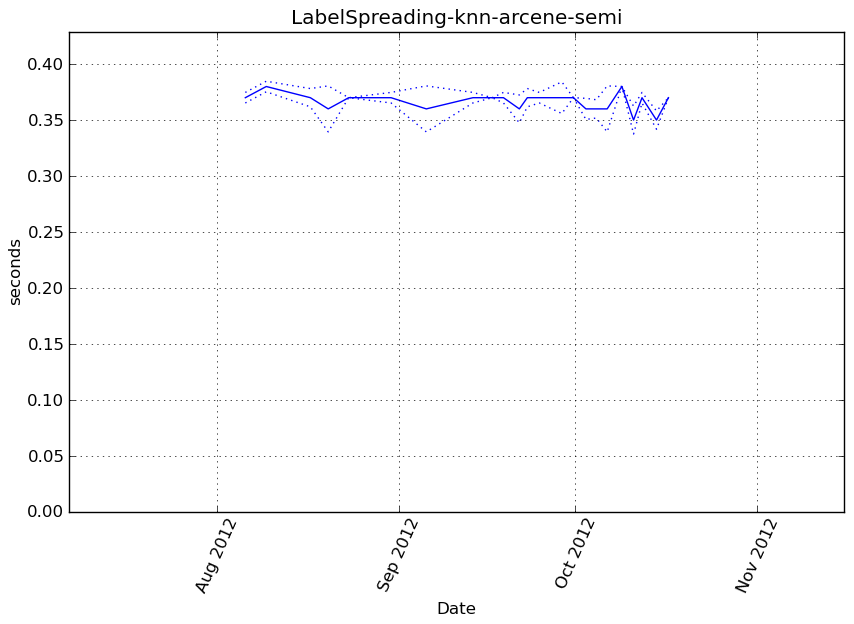 LabelSpreading-knn-arcene-semi
0.40
0.35
0.30
0.25
0.20
0.15
0.10
0.05
0.00
seconds
Aug 2012
Sep 2012
Oct 2012
Nov 2012
Date